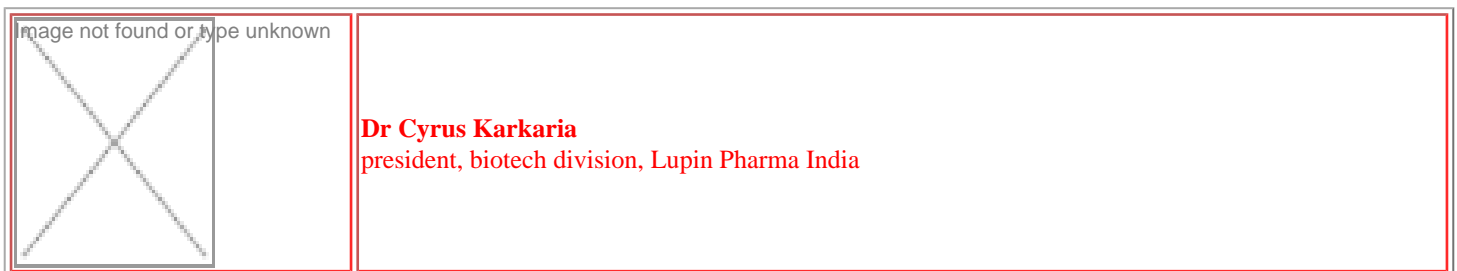 Image not found or type unknown
Dr Cyrus Karkaria
president, biotech division, Lupin Pharma India